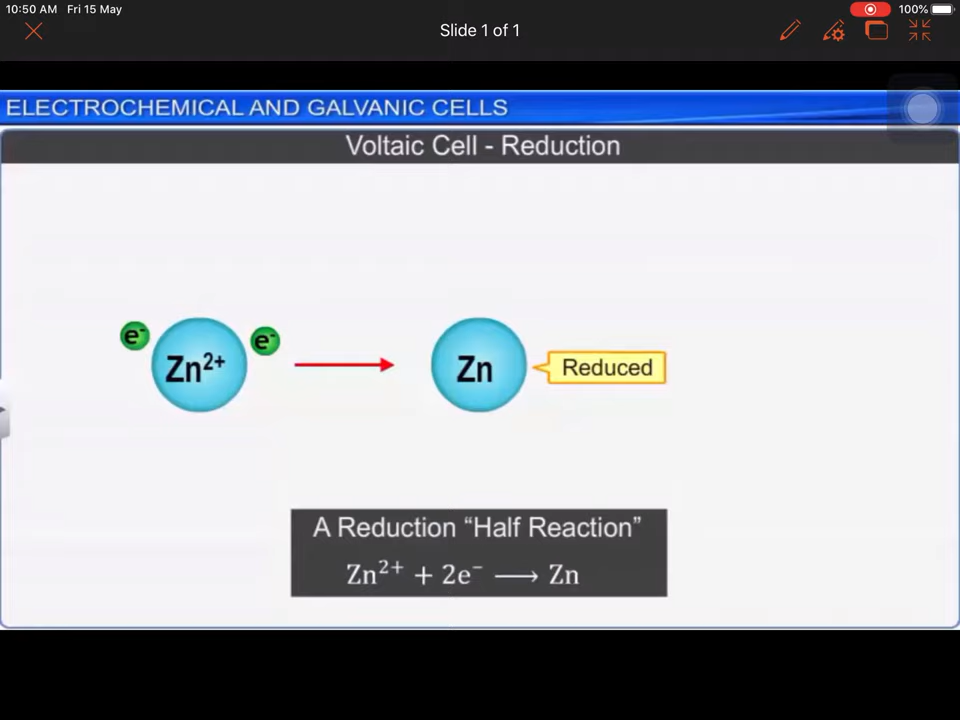 10:50 AM Fri 15 May
100%
Slide 1 of 1
ELECTROCHEMICAL AND GALVANIC CELLS
Voltaic Cell - Reduction
e⁻ Zn²⁺ e⁻ Zn Reduced
A Reduction “Half Reaction”
Zn²⁺ + 2e⁻ ⟶ Zn